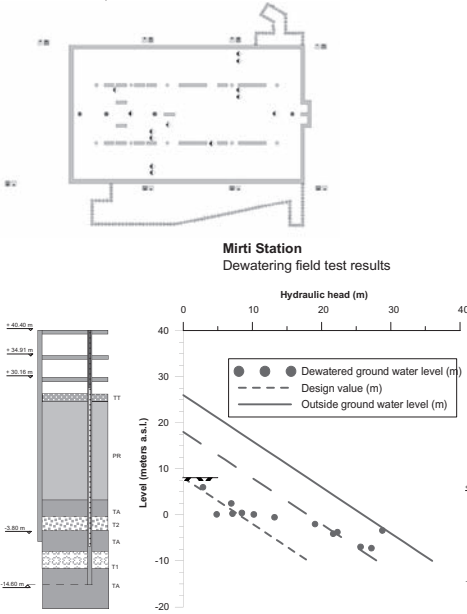 Mirti Station
Dewatering field test results
Hydraulic head (m)
0 10 20 30 40
40
30
20
10
0
-10
-20
Level (meters a.s.l.)
Dewatered ground water level (m)
Design value (m)
Outside ground water level (m)
+ 40.40 m
+ 34.91 m
+ 30.16 m
TT
PR
TA
T2
-3.80 m
TA
T1
-14.60 m
TA